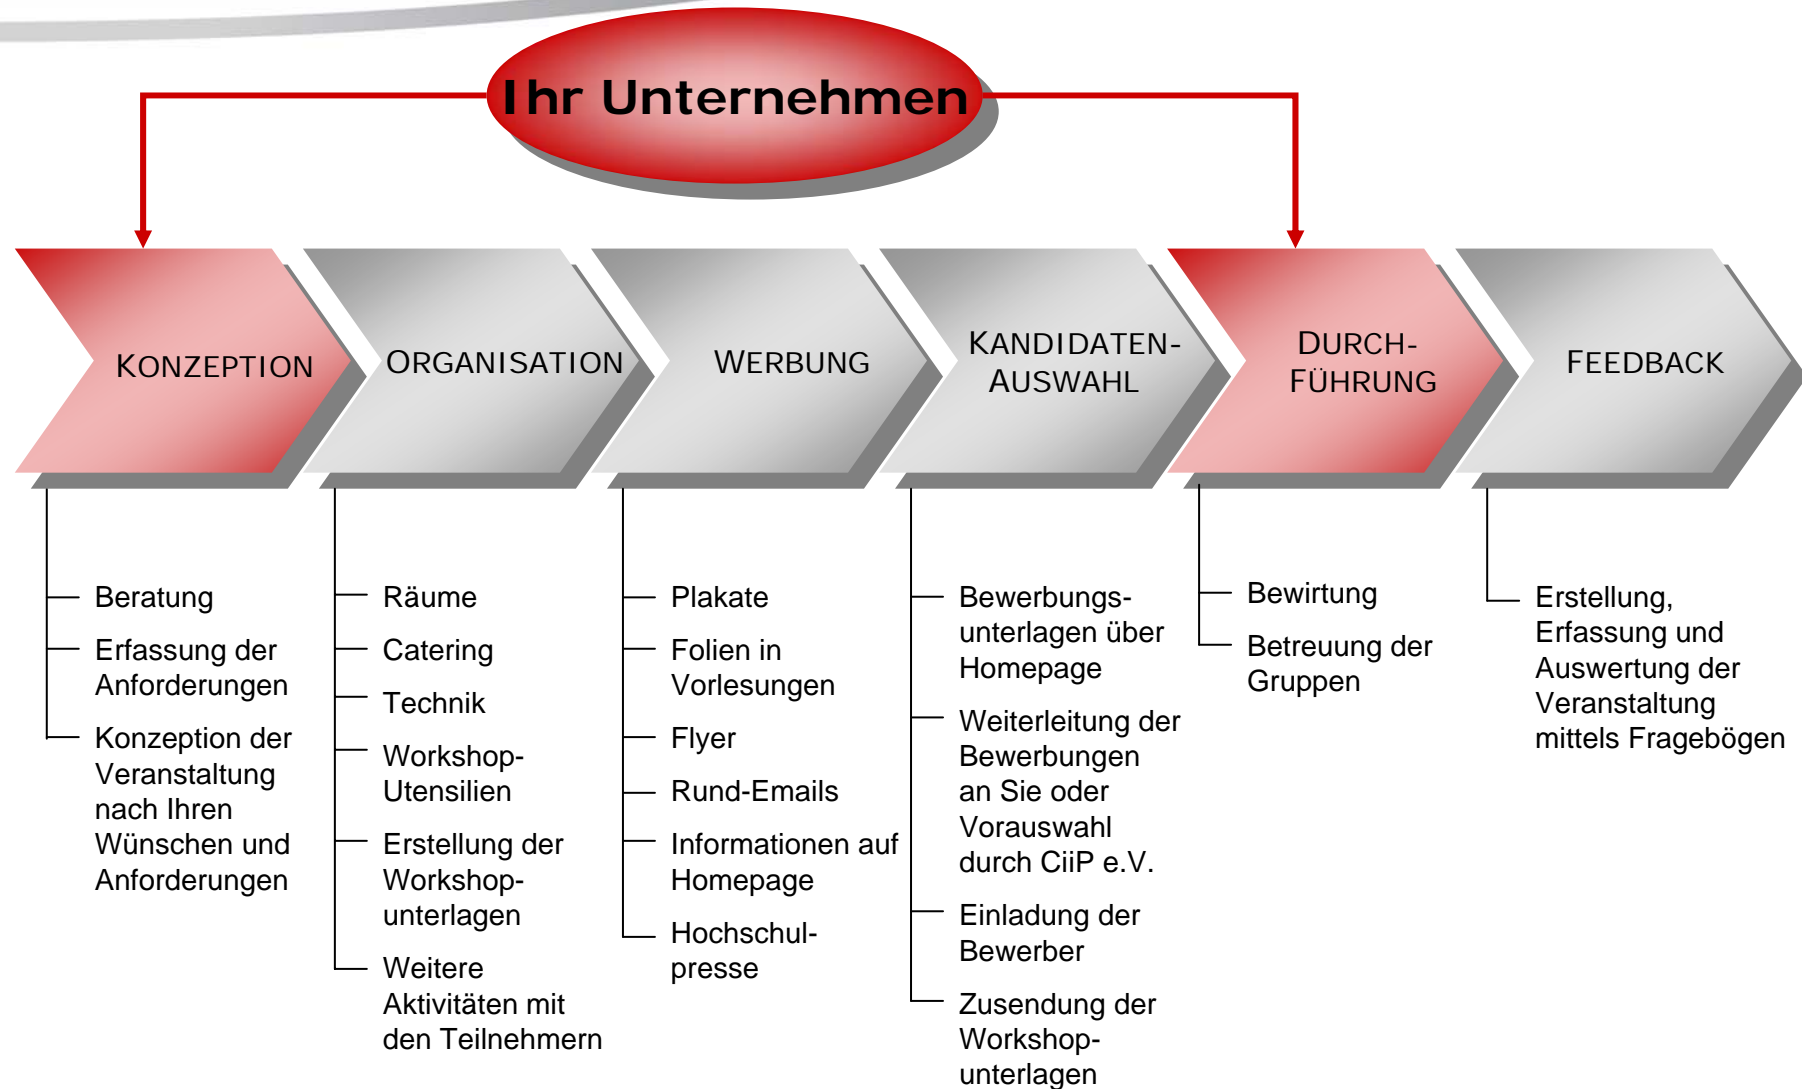 Ihr Unternehmen
KONZEPTION
ORGANISATION
WERBUNG
KANDIDATEN-
AUSWAHL
DURCH-
FÜHRUNG
FEEDBACK
Beratung
Erfassung der
Anforderungen
Konzeption der
Veranstaltung
nach Ihren
Wünschen und
Anforderungen
Räume
Catering
Technik
Workshop-
Utensilien
Erstellung der
Workshop-
unterlagen
Weitere
Aktivitäten mit
den Teilnehmern
Plakate
Folien in
Vorlesungen
Flyer
Rund-Emails
Informationen auf
Homepage
Hochschul-
presse
Bewerbungs-
unterlagen über
Homepage
Weiterleitung der
Bewerbungen
an Sie oder
Vorauswahl
durch CiiP e.V.
Einladung der
Bewerber
Zusendung der
Workshop-
unterlagen
Bewirtung
Betreuung der
Gruppen
Erstellung,
Erfassung und
Auswertung der
Veranstaltung
mittels Fragebögen